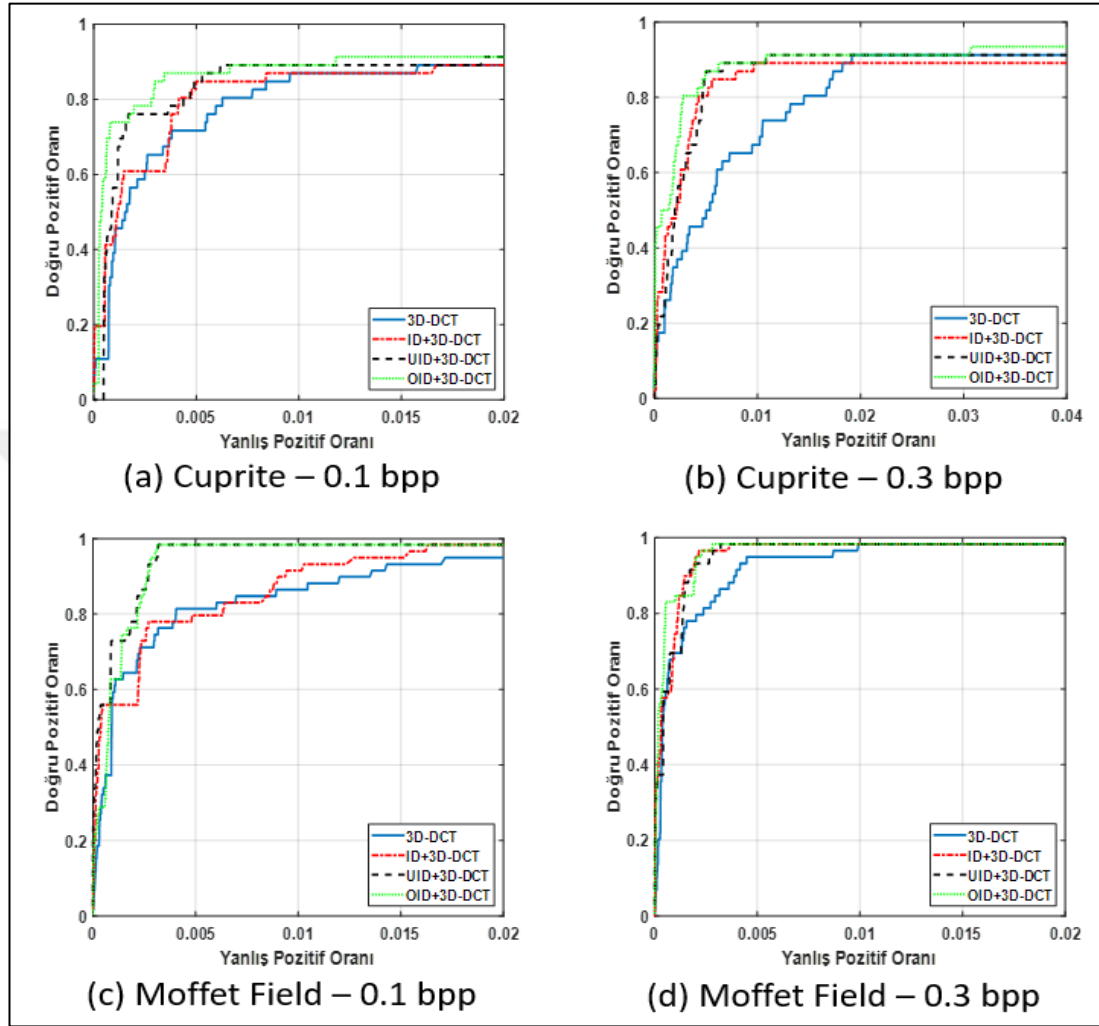 1
0.8
0.6
0.4
0.2
0
0 0.005 0.01 0.015 0.02
Doğru Pozitif Oranı
Yanlış Pozitif Oranı
3D-DCT
ID+3D-DCT
UID+3D-DCT
OID+3D-DCT
(a) Cuprite – 0.1 bpp
1
0.8
0.6
0.4
0.2
0
0 0.01 0.02 0.03 0.04
Doğru Pozitif Oranı
Yanlış Pozitif Oranı
3D-DCT
ID+3D-DCT
UID+3D-DCT
OID+3D-DCT
(b) Cuprite – 0.3 bpp
1
0.8
0.6
0.4
0.2
0
0 0.005 0.01 0.015 0.02
Doğru Pozitif Oranı
Yanlış Pozitif Oranı
3D-DCT
ID+3D-DCT
UID+3D-DCT
OID+3D-DCT
(c) Moffet Field – 0.1 bpp
1
0.8
0.6
0.4
0.2
0
0 0.005 0.01 0.015 0.02
Doğru Pozitif Oranı
Yanlış Pozitif Oranı
3D-DCT
ID+3D-DCT
UID+3D-DCT
OID+3D-DCT
(d) Moffet Field – 0.3 bpp